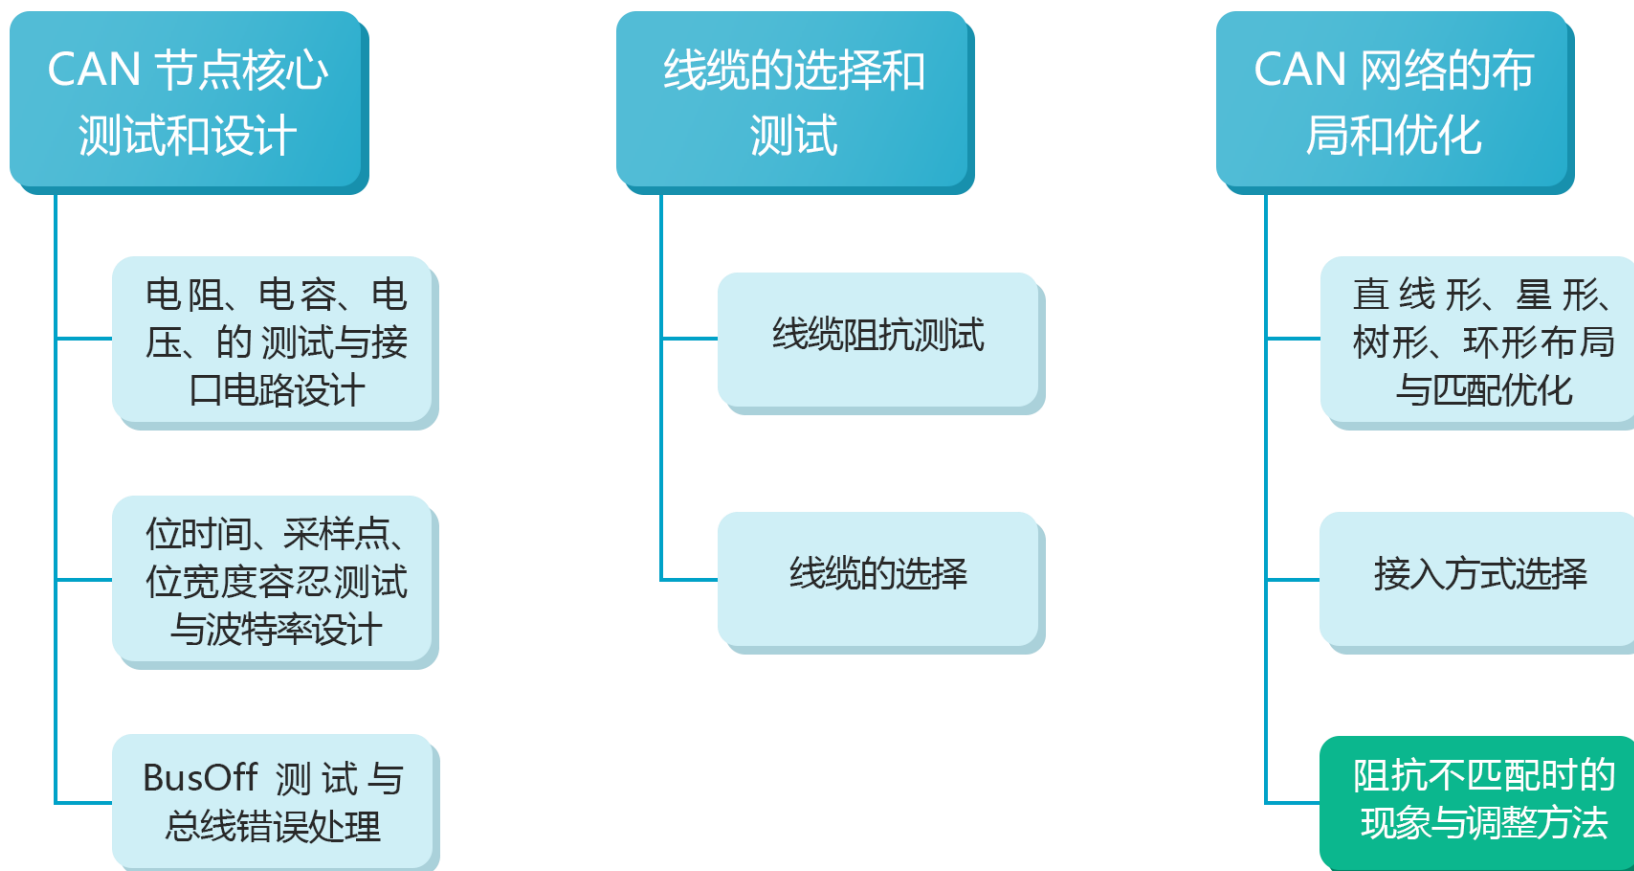 CAN 节点核心
测试和设计
电阻、电容、电
压、的 测试与接
口电路设计
位时间、采样点、
位宽度容忍测试
与波特率设计
BusOff 测试与
总线错误处理
线缆的选择和
测试
线缆阻抗测试
线缆的选择
CAN 网络的布
局和优化
直线形、星形、
树形、环形布局
与匹配优化
接入方式选择
阻抗不匹配时的
现象与调整方法